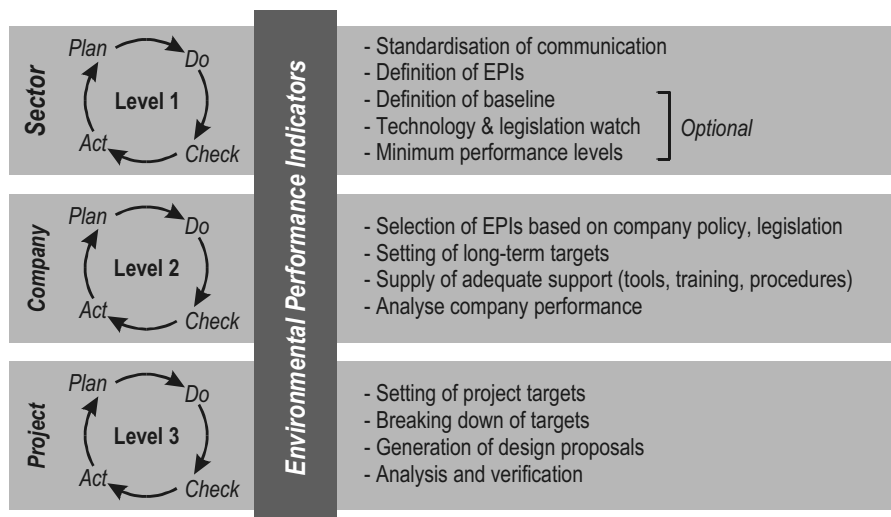 Sector
Plan
Do
Level 1
Act
Check
Environmental Performance Indicators
- Standardisation of communication
- Definition of EPIs
- Definition of baseline
- Technology & legislation watch
- Minimum performance levels
Optional
Company
Plan
Do
Level 2
Act
Check
- Selection of EPIs based on company policy, legislation
- Setting of long-term targets
- Supply of adequate support (tools, training, procedures)
- Analyse company performance
Project
Plan
Do
Level 3
Act
Check
- Setting of project targets
- Breaking down of targets
- Generation of design proposals
- Analysis and verification